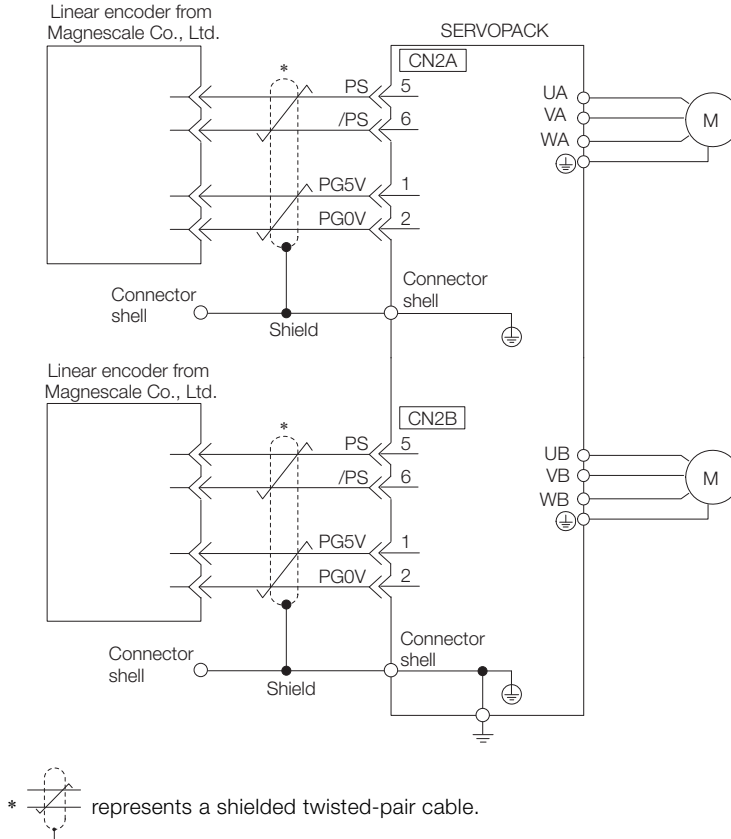 Linear encoder from
Magnescale Co., Ltd.
SERVOPACK
*
CN2A
PS
5
/PS
6
PG5V
1
PG0V
2
UA
VA
WA
M
Connector
shell
Shield
Connector
shell
Linear encoder from
Magnescale Co., Ltd.
*
CN2B
PS
5
/PS
6
PG5V
1
PG0V
2
UB
VB
WB
M
Connector
shell
Shield
Connector
shell
* represents a shielded twisted-pair cable.